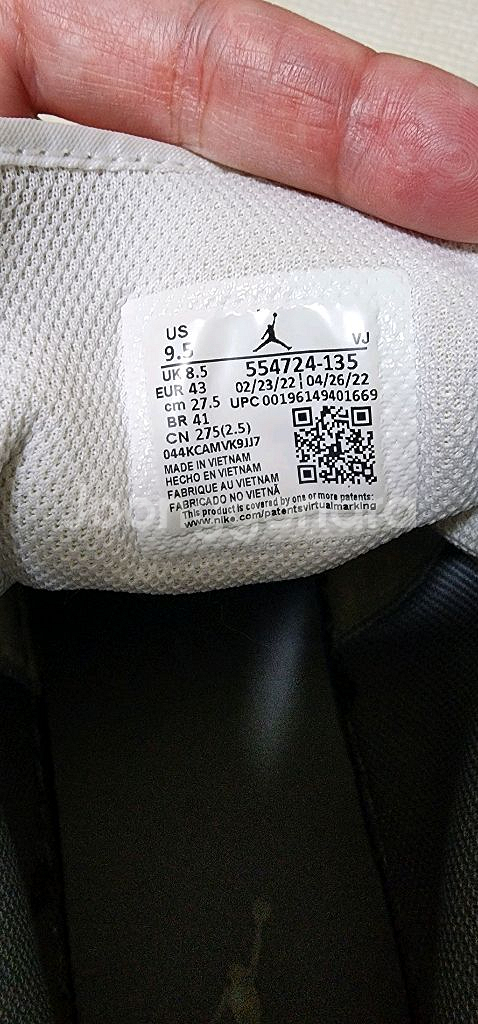 US
9.5
VJ
UK 8.5
554724-135
EUR 43
02/23/22 | 04/26/22
cm 27.5
UPC 00196149401669
BR 41
CN 275(2.5)
044KCAMVK9JJ7
MADE IN VIETNAM
HECHO EN VIETNAM
FABRIQUE AU VIETNAM
FABRICADO NO VIETNÃ
This product is covered by one or more patents:
www.nike.com/patentsvirtualmarking